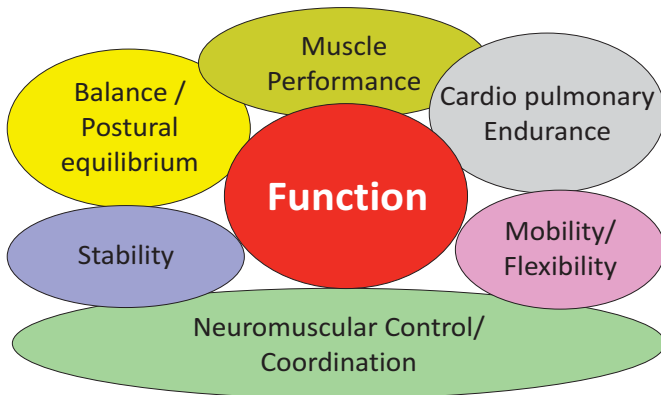 Muscle
Performance
Balance /
Postural
equilibrium
Cardio pulmonary
Endurance
Function
Stability
Mobility/
Flexibility
Neuromuscular Control/
Coordination